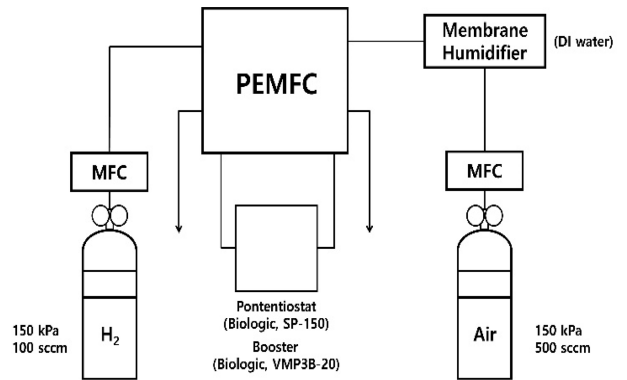 PEMFC
Membrane
Humidifier
(DI water)
MFC
MFC
H₂
150 kPa
100 sccm
Pontentiostat
(Biologic, SP-150)
Booster
(Biologic, VMP3B-20)
Air
150 kPa
500 sccm